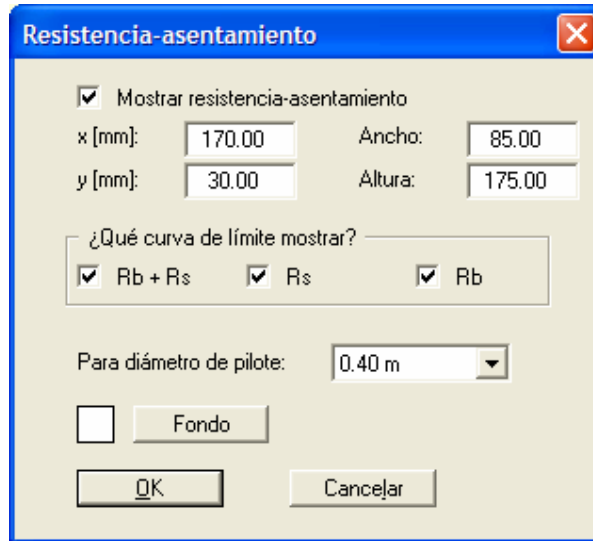 Resistencia-asentamiento
Mostrar resistencia-asentamiento
x [mm]: 170.00 Ancho: 85.00
y [mm]: 30.00 Altura: 175.00
¿Qué curva de límite mostrar?
Rb + Rs Rs Rb
Para diámetro de pilote: 0.40 m
Fondo
OK Cancelar